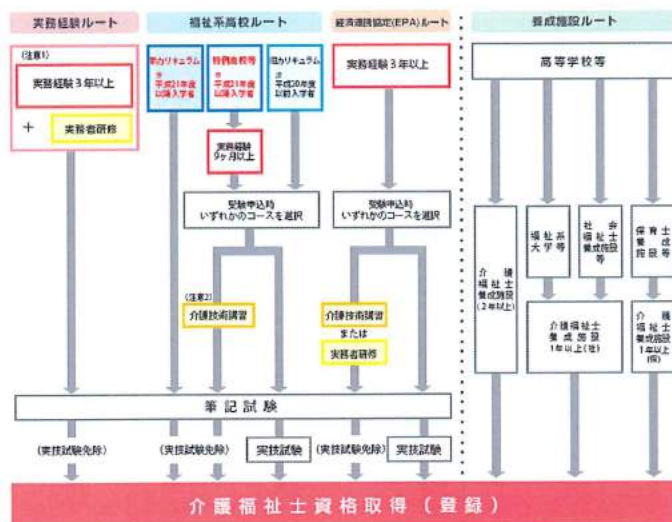 実務経験ルート
福祉系高校ルート
経済連携協定(EPA)ルート
養成施設ルート
(注意1)
実務経験3年以上
+
実務者研修
新カリキュラム
※
平成21年度
以降入学者
特例高校等
※
平成21年度
以降入学者
旧カリキュラム
※
平成20年度
以前入学者
実務経験
9ヶ月以上
受験申込時
いずれかのコースを選択
(注意2)
介護技術講習
実務経験3年以上
受験申込時
いずれかのコースを選択
介護技術講習
または
実務者研修
高等学校等
介護
福祉士
養成施設
(2年以上)
福祉系
大学等
社会
福祉士
養成施設
等
保育士
養成
施設等
介護福祉士
養成施設
1年以上(社)
介護
福祉士
養成施設
1年以上
(保)
筆記試験
(実技試験免除)
(実技試験免除)
実技試験
(実技試験免除)
実技試験
介護福祉士資格取得(登録)